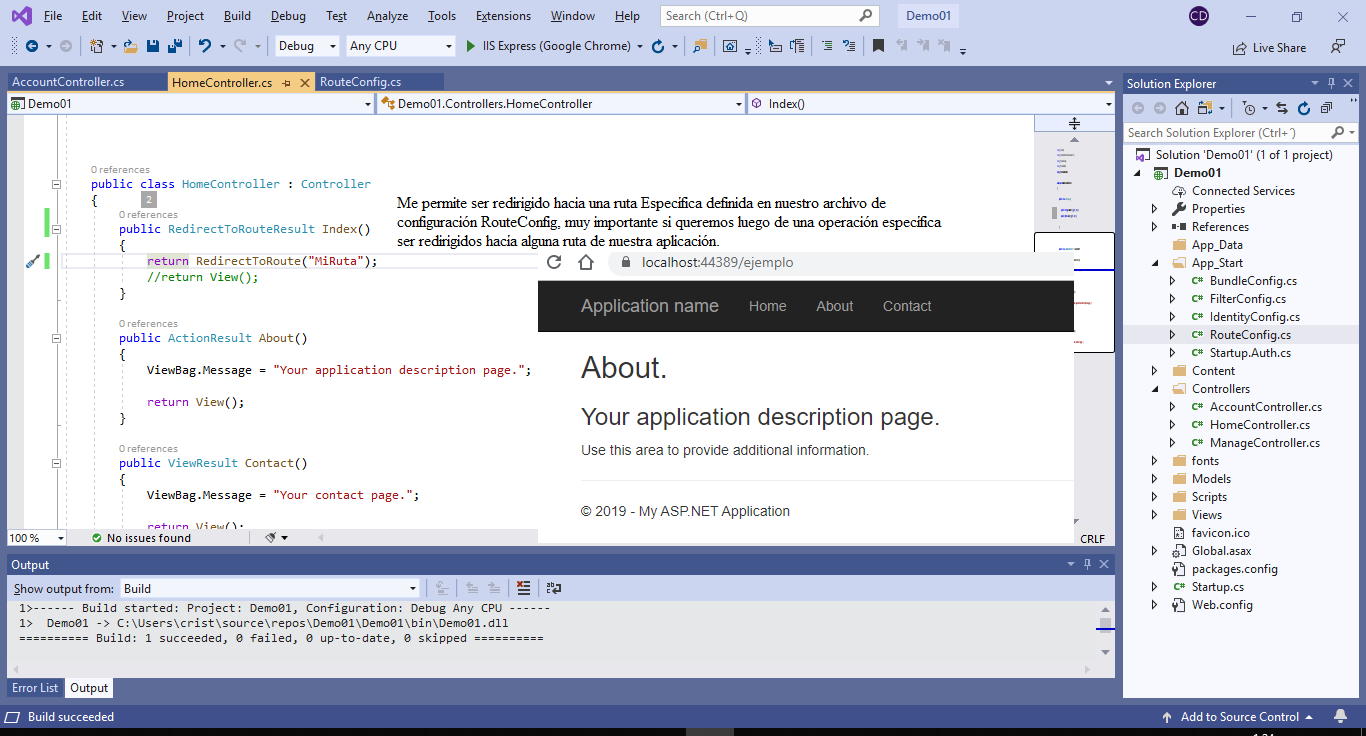 File Edit View Project Build Debug Test Analyze Tools Extensions Window Help Search (Ctrl+Q) Demo01 CD
Debug Any CPU IIS Express (Google Chrome) Live Share
AccountController.cs HomeController.cs RouteConfig.cs
Demo01 Demo01.Controllers.HomeController Index()
0 references
public class HomeController : Controller
{
2
0 references
public RedirectToRouteResult Index()
{
return RedirectToRoute("MiRuta");
//return View();
}
0 references
public ActionResult About()
{
ViewBag.Message = "Your application description page.";
return View();
}
0 references
public ViewResult Contact()
{
ViewBag.Message = "Your contact page.";
return View();
Me permite ser redirigido hacia una ruta Especifica definida en nuestro archivo de
configuración RouteConfig, muy importante si queremos luego de una operación especifica
ser redirigidos hacia alguna ruta de nuestra aplicación.
localhost:44389/ejemplo
Application name Home About Contact
About.
Your application description page.
Use this area to provide additional information.
© 2019 - My ASP.NET Application
100 % No issues found CRLF
Output
Show output from: Build
1>------ Build started: Project: Demo01, Configuration: Debug Any CPU ------
1> Demo01 -> C:\Users\crist\source\repos\Demo01\Demo01\bin\Demo01.dll
========== Build: 1 succeeded, 0 failed, 0 up-to-date, 0 skipped ==========
Error List Output
Solution Explorer
Search Solution Explorer (Ctrl+´)
Solution 'Demo01' (1 of 1 project)
Demo01
Connected Services
Properties
References
App_Data
App_Start
C# BundleConfig.cs
C# FilterConfig.cs
C# IdentityConfig.cs
C# RouteConfig.cs
C# Startup.Auth.cs
Content
Controllers
C# AccountController.cs
C# HomeController.cs
C# ManageController.cs
fonts
Models
Scripts
Views
favicon.ico
Global.asax
packages.config
C# Startup.cs
Web.config
Build succeeded Add to Source Control